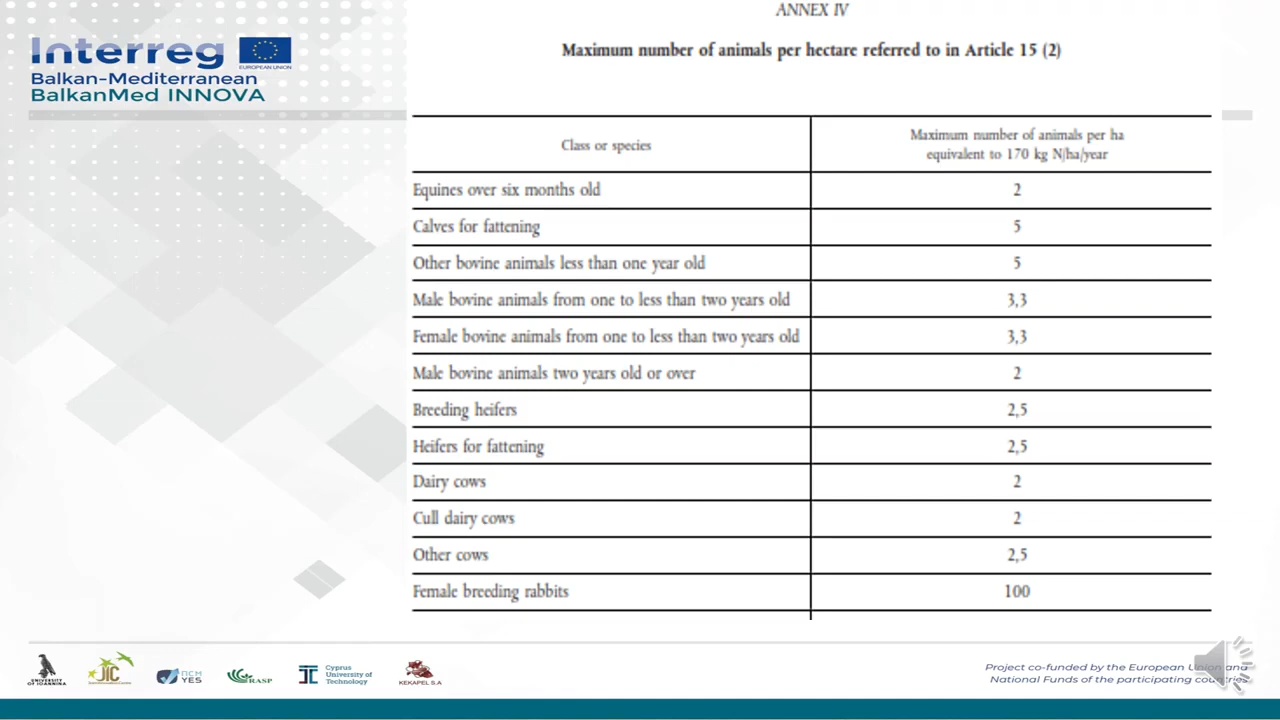 ANNEX IV
Interreg
EUROPEAN UNION
Balkan-Mediterranean
BalkanMed INNOVA
Maximum number of animals per hectare referred to in Article 15 (2)
Class or species
Maximum number of animals per ha
equivalent to 170 kg N/ha/year
Equines over six months old 2
Calves for fattening 5
Other bovine animals less than one year old 5
Male bovine animals from one to less than two years old 3,3
Female bovine animals from one to less than two years old 3,3
Male bovine animals two years old or over 2
Breeding heifers 2,5
Heifers for fattening 2,5
Dairy cows 2
Cull dairy cows 2
Other cows 2,5
Female breeding rabbits 100
UNIVERSITY
OF IOANNINA
JIC
YES
RASP
Cyprus
University of
Technology
KEKAPEL S.A
Project co-funded by the European Union and
National Funds of the participating countries